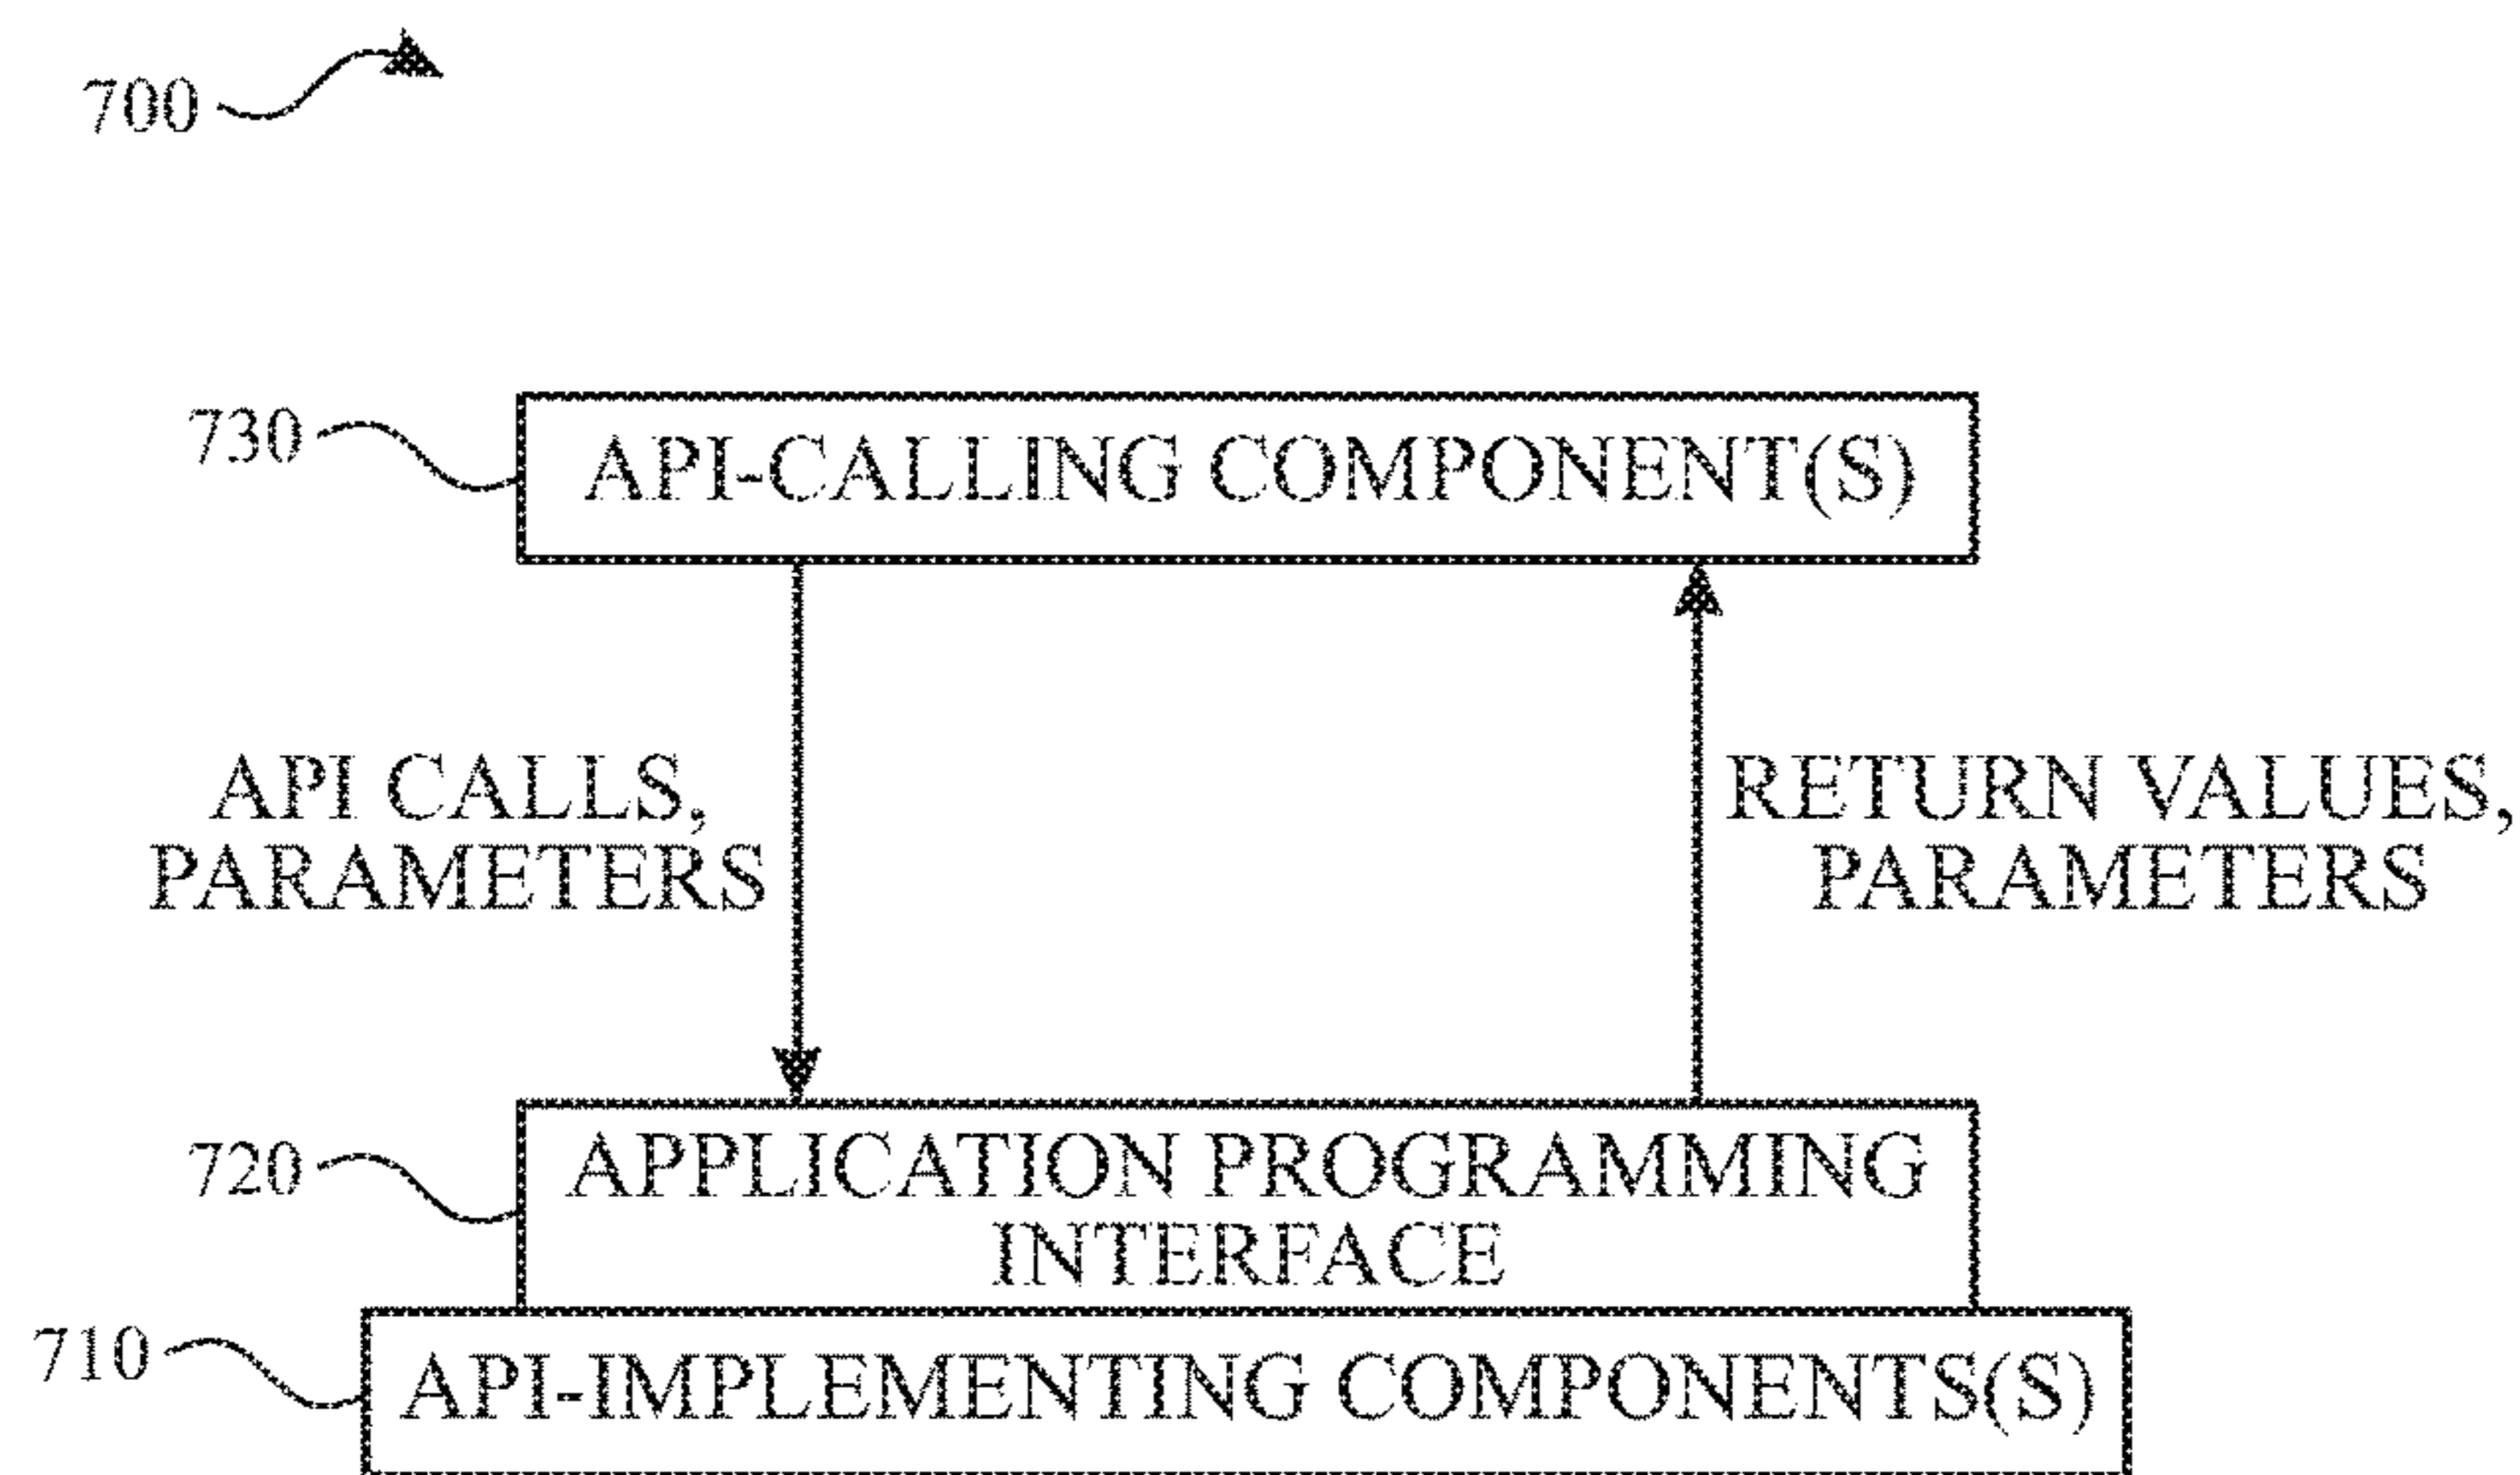 700
730
API-CALLING COMPONENT(S)
API CALLS,
PARAMETERS
RETURN VALUES,
PARAMETERS
720
APPLICATION PROGRAMMING
INTERFACE
710
API-IMPLEMENTING COMPONENTS(S)